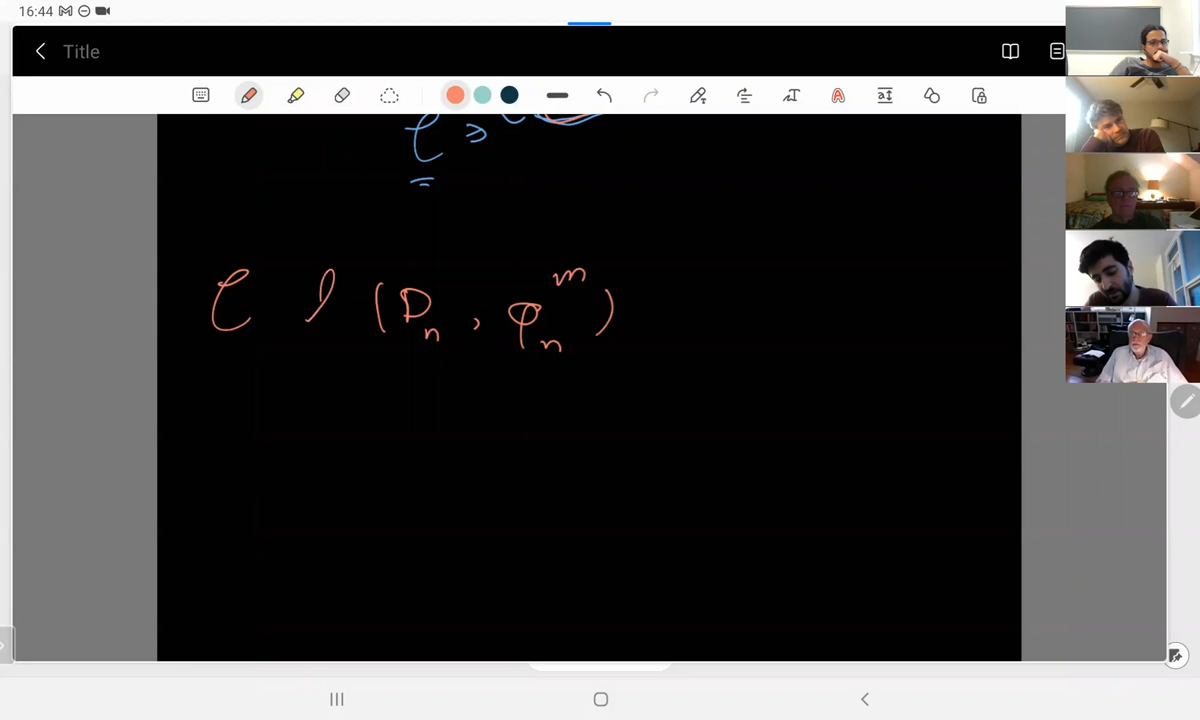 16:44
Title
ℓ ≥
ℓ l (D_n, φ_n^m)